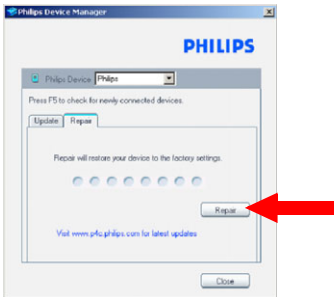 Philips Device Manager
PHILIPS
Philips Device Philips
Press F5 to check for newly connected devices.
Update Repair
Repair will restore your device to the factory settings.
Repair
Visit www.p4c.philips.com for latest updates
Close